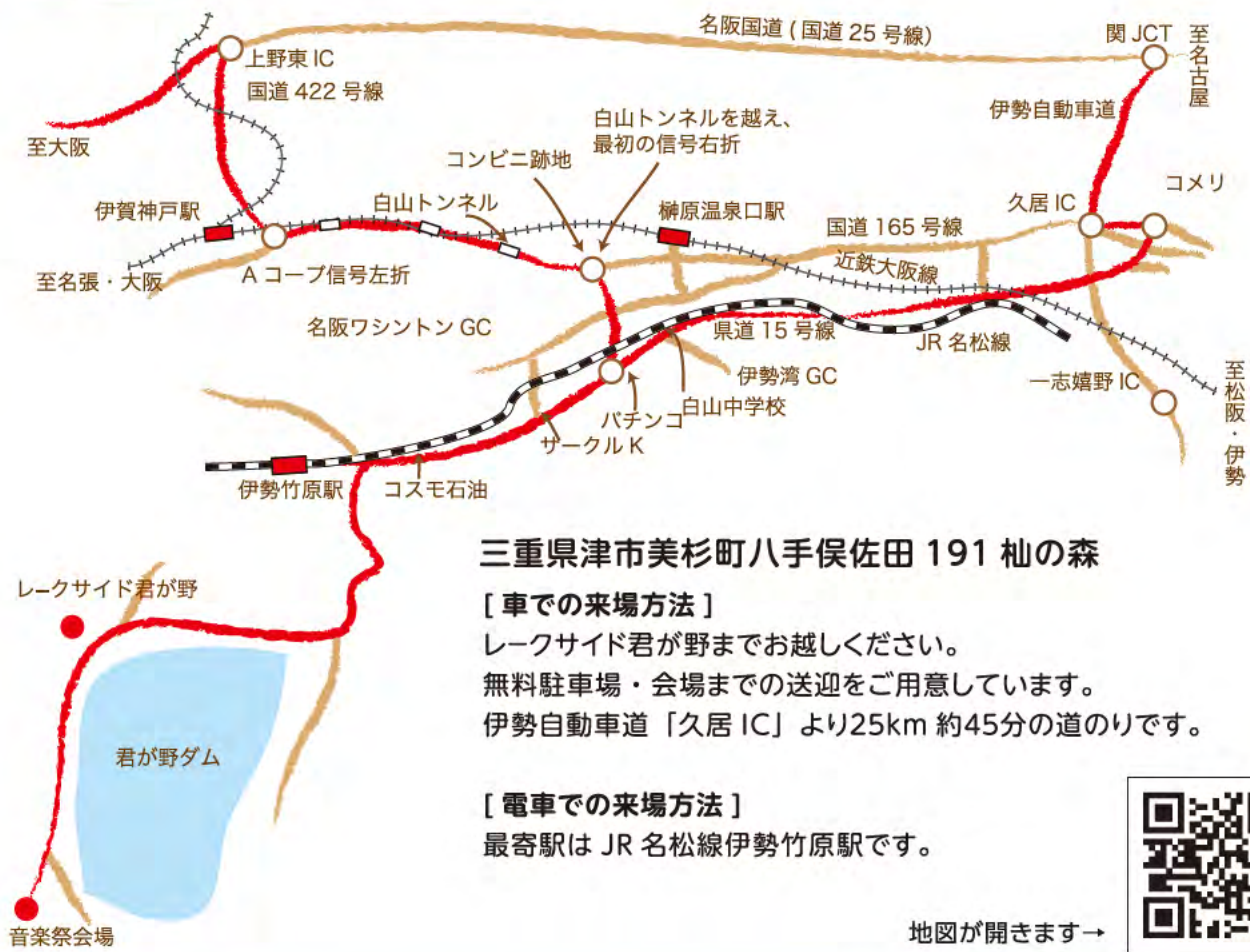 名阪国道 ( 国道 25 号線 )
関 JCT
至名古屋
上野東 IC
国道 422 号線
至大阪
伊勢自動車道
白山トンネルを越え、
最初の信号右折
コンビニ跡地
コメリ
伊賀神戸駅
白山トンネル
榊原温泉口駅
久居 IC
国道 165 号線
近鉄大阪線
至名張・大阪
A コープ信号左折
名阪ワシントン GC
県道 15 号線
JR 名松線
伊勢湾 GC
一志嬉野 IC
至松阪・伊勢
白山中学校
パチンコ
サークル K
伊勢竹原駅
コスモ石油
三重県津市美杉町八手俣佐田 191 杣の森
レークサイド君が野
[ 車での来場方法 ]
レークサイド君が野までお越しください。
無料駐車場・会場までの送迎をご用意しています。
伊勢自動車道「久居 IC」より25km 約45分の道のりです。
君が野ダム
[ 電車での来場方法 ]
最寄駅は JR 名松線伊勢竹原駅です。
地図が開きます→
音楽祭会場